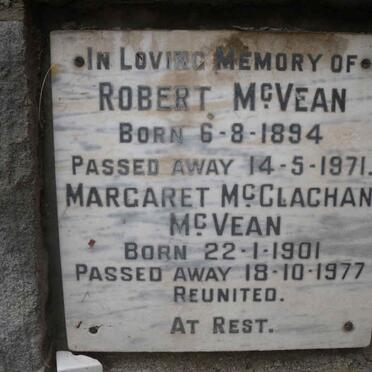 IN LOVING MEMORY OF
ROBERT McVEAN
BORN 6-8-1894
PASSED AWAY 14-5-1971.
MARGARET McCLACHAN
McVEAN
BORN 22-1-1901
PASSED AWAY 18-10-1977
REUNITED.
AT REST.